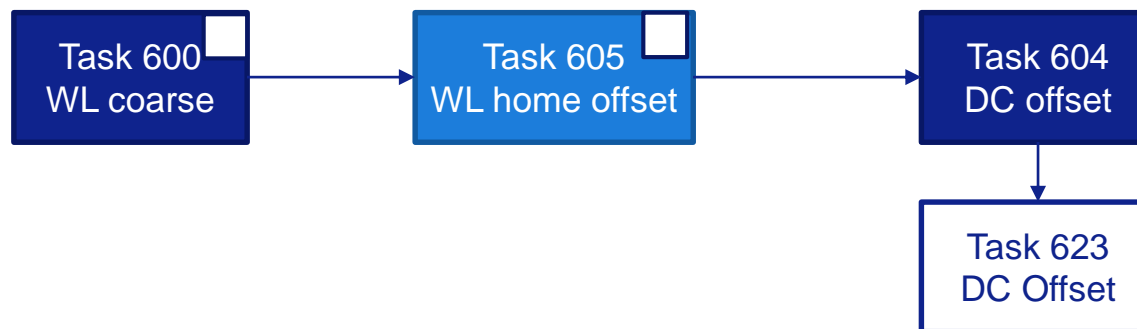 Task 600
WL coarse
Task 605
WL home offset
Task 604
DC offset
Task 623
DC Offset